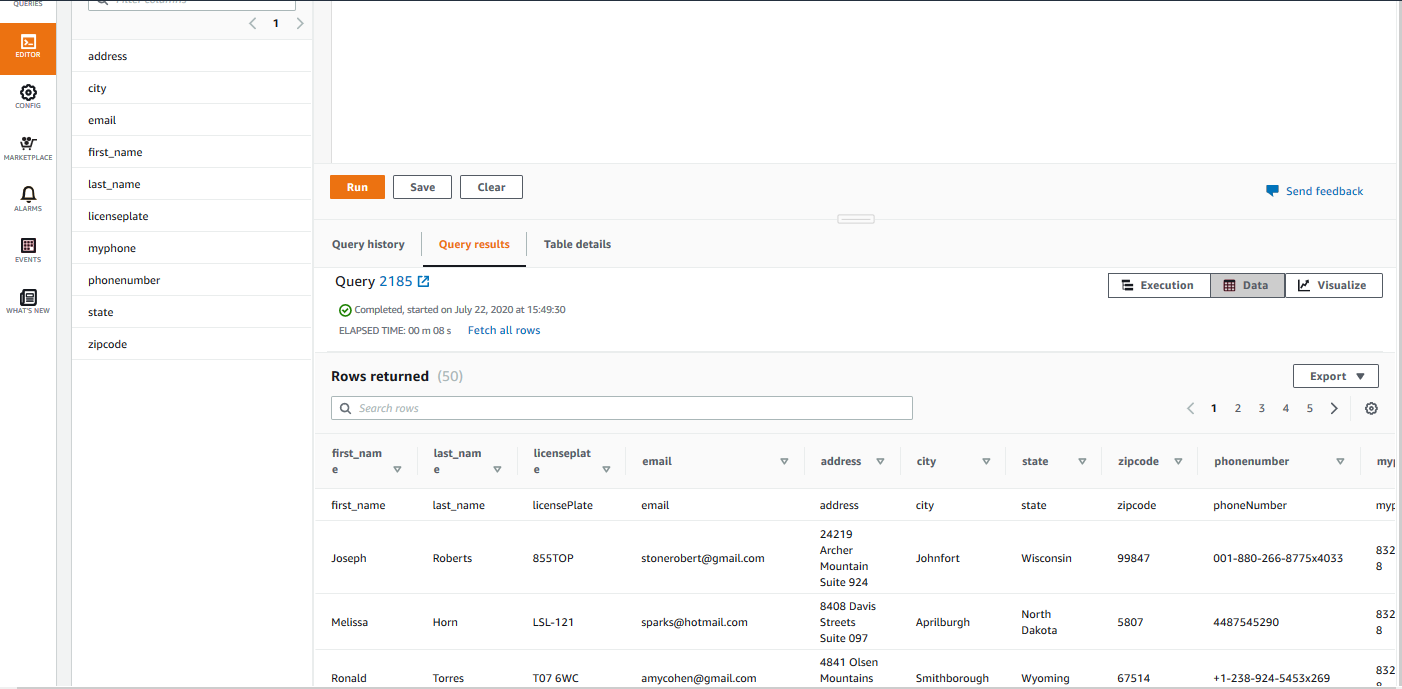 QUERIES
Filter columns
1
EDITOR
address
city
CONFIG
email
MARKETPLACE
first_name
last_name
ALARMS
licenseplate
myphone
EVENTS
phonenumber
WHAT'S NEW
state
zipcode
Run Save Clear
Send feedback
Query history Query results Table details
Query 2185
Execution Data Visualize
Completed, started on July 22, 2020 at 15:49:30
ELAPSED TIME: 00 m 08 s Fetch all rows
Rows returned (50)
Export
Search rows
1 2 3 4 5
first_nam
e
last_nam
e
licenseplat
e
email address city state zipcode phonenumber
first_name last_name licensePlate email address city state zipcode phoneNumber
Joseph Roberts 855TOP stonerobert@gmail.com
24219
Archer
Mountain
Suite 924
Johnfort Wisconsin 99847 001-880-266-8775x4033
832
8
Melissa Horn LSL-121 sparks@hotmail.com
8408 Davis
Streets
Suite 097
Aprilburgh
North
Dakota
5807 4487545290
832
8
Ronald Torres T07 6WC amycohen@gmail.com
4841 Olsen
Mountains
Smithborough Wyoming 67514 +1-238-924-5453x269
832